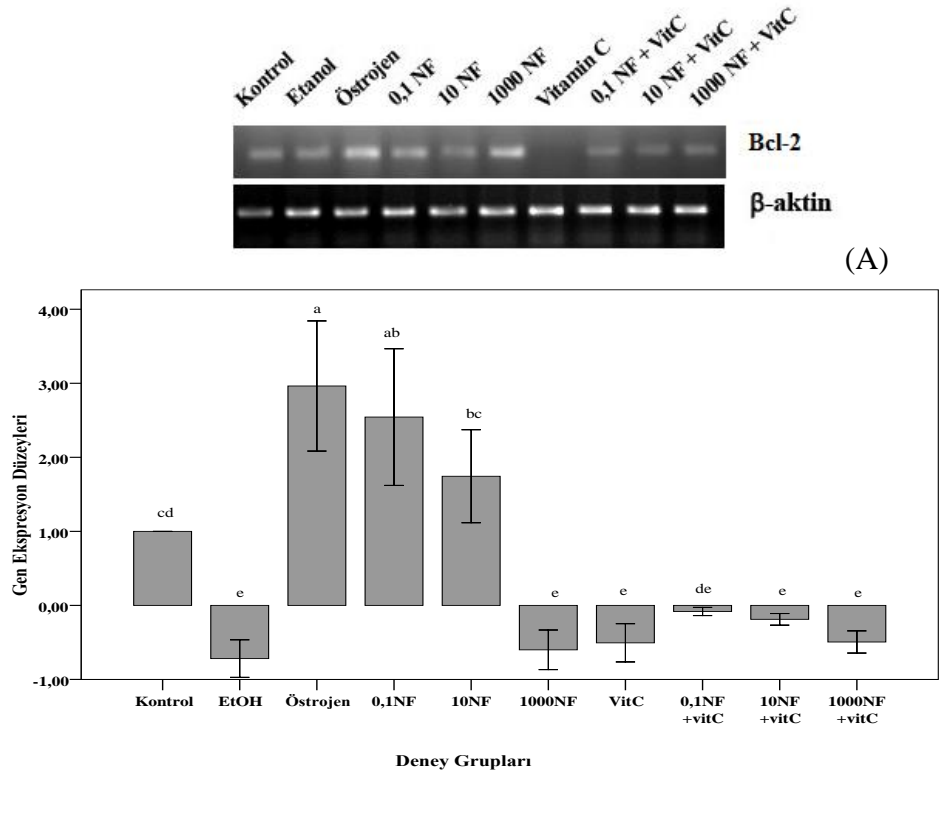 Kontrol
Etanol
Östrojen
0,1 NF
10 NF
1000 NF
Vitamin C
0,1 NF + VitC
10 NF + VitC
1000 NF + VitC
Bcl-2
β-aktin
(A)
Gen Ekspresyon Düzeyleri
4,00
3,00
2,00
1,00
0,00
-1,00
cd
e
a
ab
bc
e
e
de
e
e
Kontrol
EtOH
Östrojen
0,1NF
10NF
1000NF
VitC
0,1NF
+vitC
10NF
+vitC
1000NF
+vitC
Deney Grupları